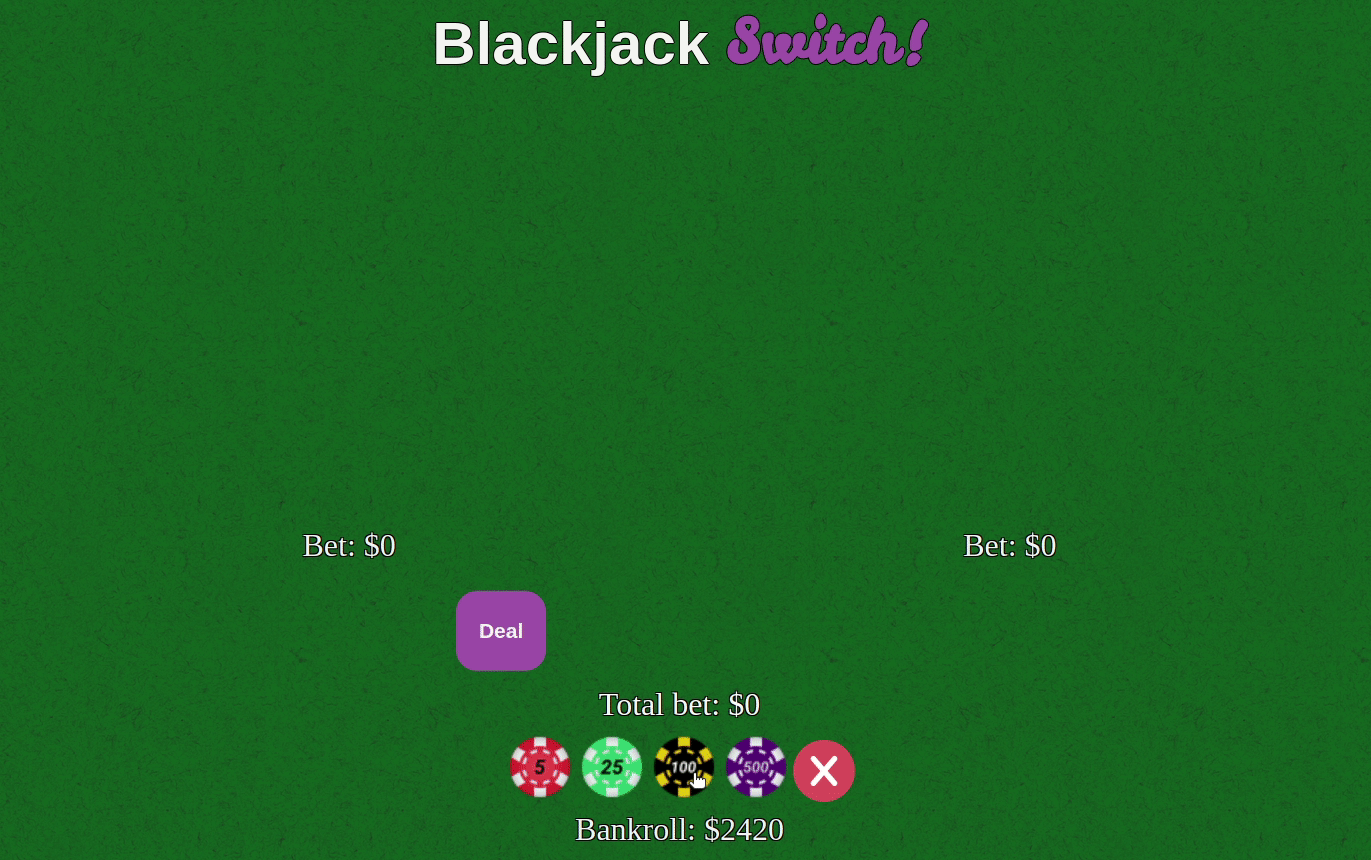 Blackjack Switch!
Bet: $0 Bet: $0
Deal
Total bet: $0
5 25 100 500
Bankroll: $2420